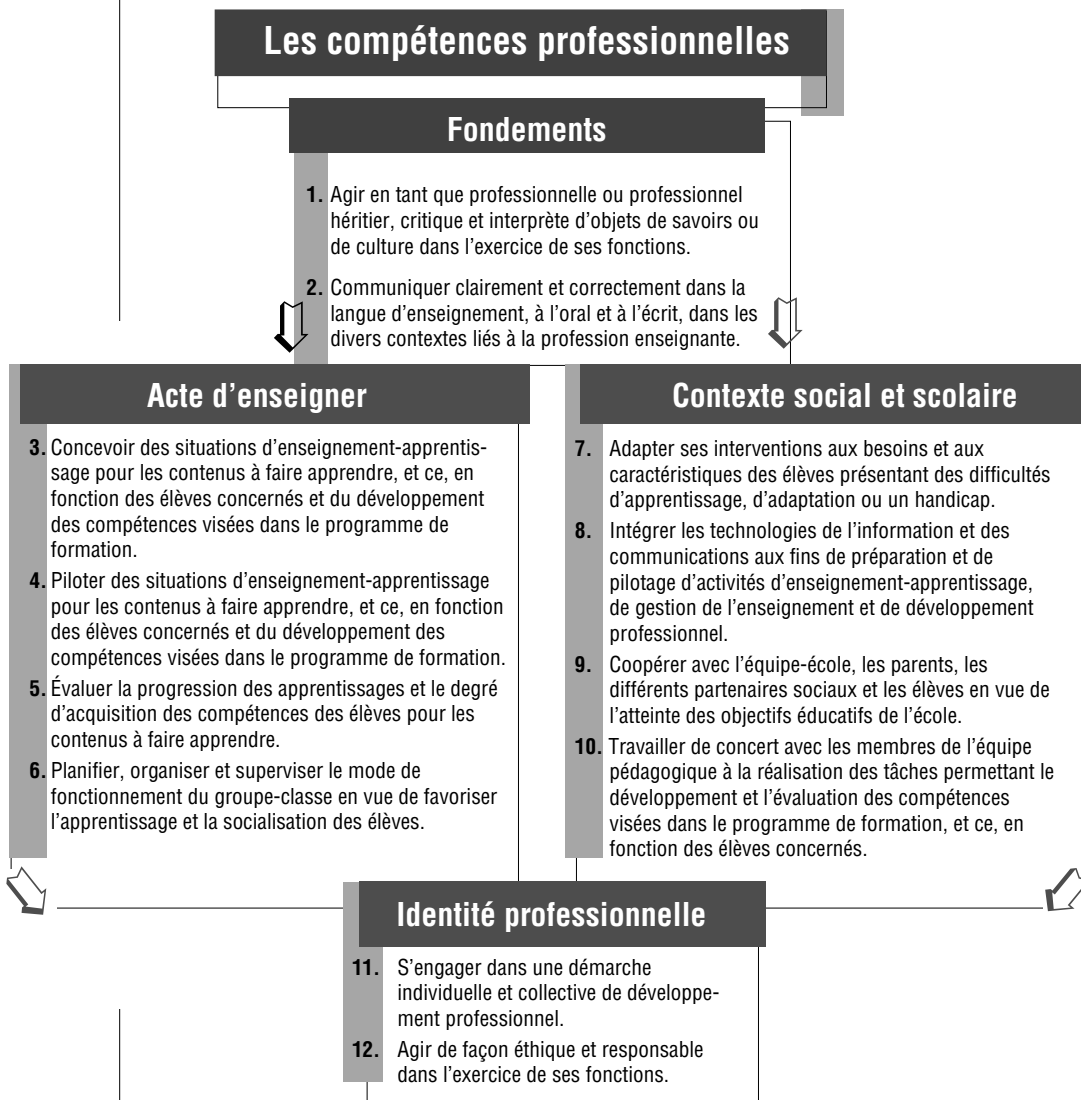 Les compétences professionnelles
Fondements
1. Agir en tant que professionnelle ou professionnel
héritier, critique et interprète d'objets de savoirs ou
de culture dans l'exercice de ses fonctions.
2. Communiquer clairement et correctement dans la
langue d'enseignement, à l'oral et à l'écrit, dans les
divers contextes liés à la profession enseignante.
Acte d'enseigner
3. Concevoir des situations d'enseignement-apprentis-
sage pour les contenus à faire apprendre, et ce, en
fonction des élèves concernés et du développement
des compétences visées dans le programme de
formation.
4. Piloter des situations d'enseignement-apprentissage
pour les contenus à faire apprendre, et ce, en fonction
des élèves concernés et du développement des
compétences visées dans le programme de formation.
5. Évaluer la progression des apprentissages et le degré
d'acquisition des compétences des élèves pour les
contenus à faire apprendre.
6. Planifier, organiser et superviser le mode de
fonctionnement du groupe-classe en vue de favoriser
l'apprentissage et la socialisation des élèves.
Contexte social et scolaire
7. Adapter ses interventions aux besoins et aux
caractéristiques des élèves présentant des difficultés
d'apprentissage, d'adaptation ou un handicap.
8. Intégrer les technologies de l'information et des
communications aux fins de préparation et de
pilotage d'activités d'enseignement-apprentissage,
de gestion de l'enseignement et de développement
professionnel.
9. Coopérer avec l'équipe-école, les parents, les
différents partenaires sociaux et les élèves en vue de
l'atteinte des objectifs éducatifs de l'école.
10. Travailler de concert avec les membres de l'équipe
pédagogique à la réalisation des tâches permettant le
développement et l'évaluation des compétences
visées dans le programme de formation, et ce, en
fonction des élèves concernés.
Identité professionnelle
11. S'engager dans une démarche
individuelle et collective de développe-
ment professionnel.
12. Agir de façon éthique et responsable
dans l'exercice de ses fonctions.